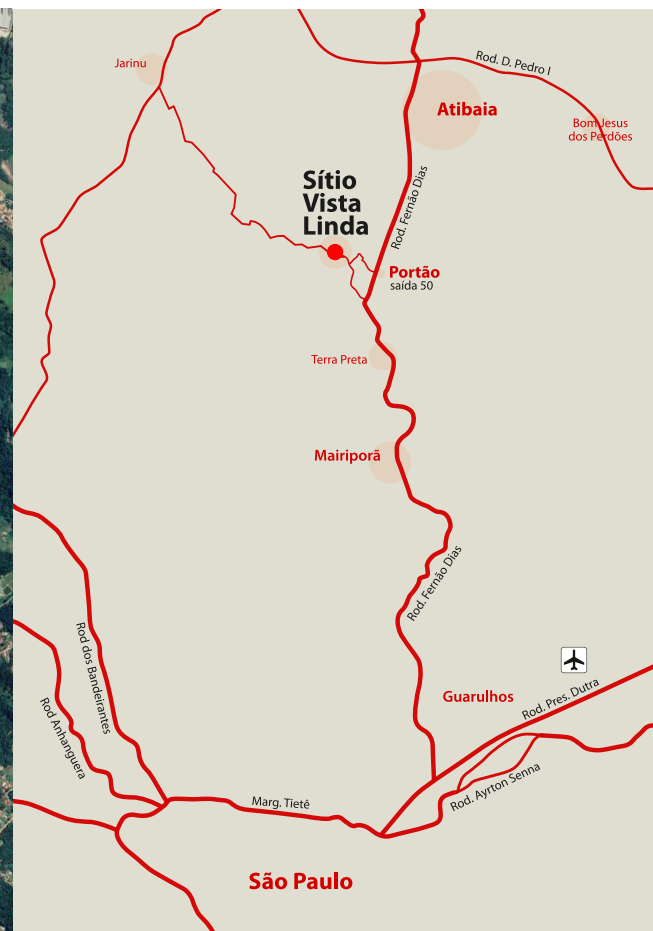 Jarinu
Rod. D. Pedro I
Atibaia
Bom Jesus
dos Perdões
Sítio
Vista
Linda
Rod. Fernão Dias
Portão
saída 50
Terra Preta
Mairiporã
Rod. Fernão Dias
Rod dos Bandeirantes
Rod Anhanguera
Guarulhos
Rod. Pres. Dutra
Rod. Ayrton Senna
Marg. Tietê
São Paulo